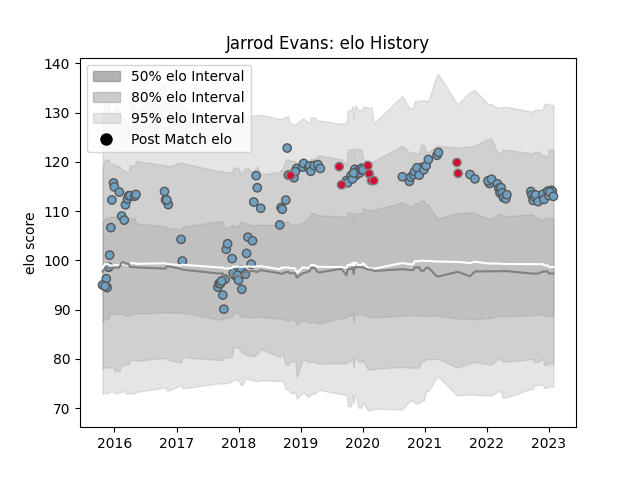 Jarrod Evans: elo History
50% elo Interval
80% elo Interval
95% elo Interval
Post Match elo
elo score
140
130
120
110
100
90
80
70
2016 2017 2018 2019 2020 2021 2022 2023